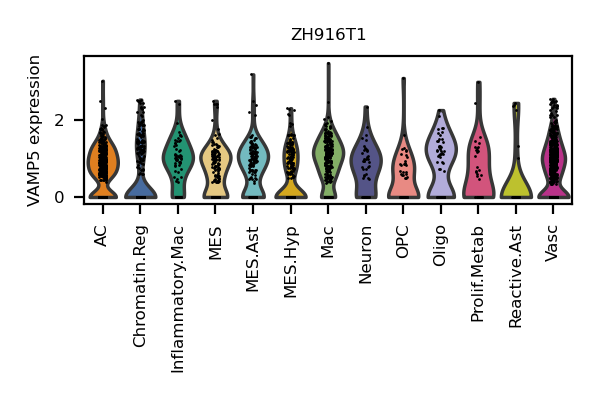 ZH916T1
VAMP5 expression
2
0
AC
Chromatin.Reg
Inflammatory.Mac
MES
MES.Ast
MES.Hyp
Mac
Neuron
OPC
Oligo
Prolif.Metab
Reactive.Ast
Vasc